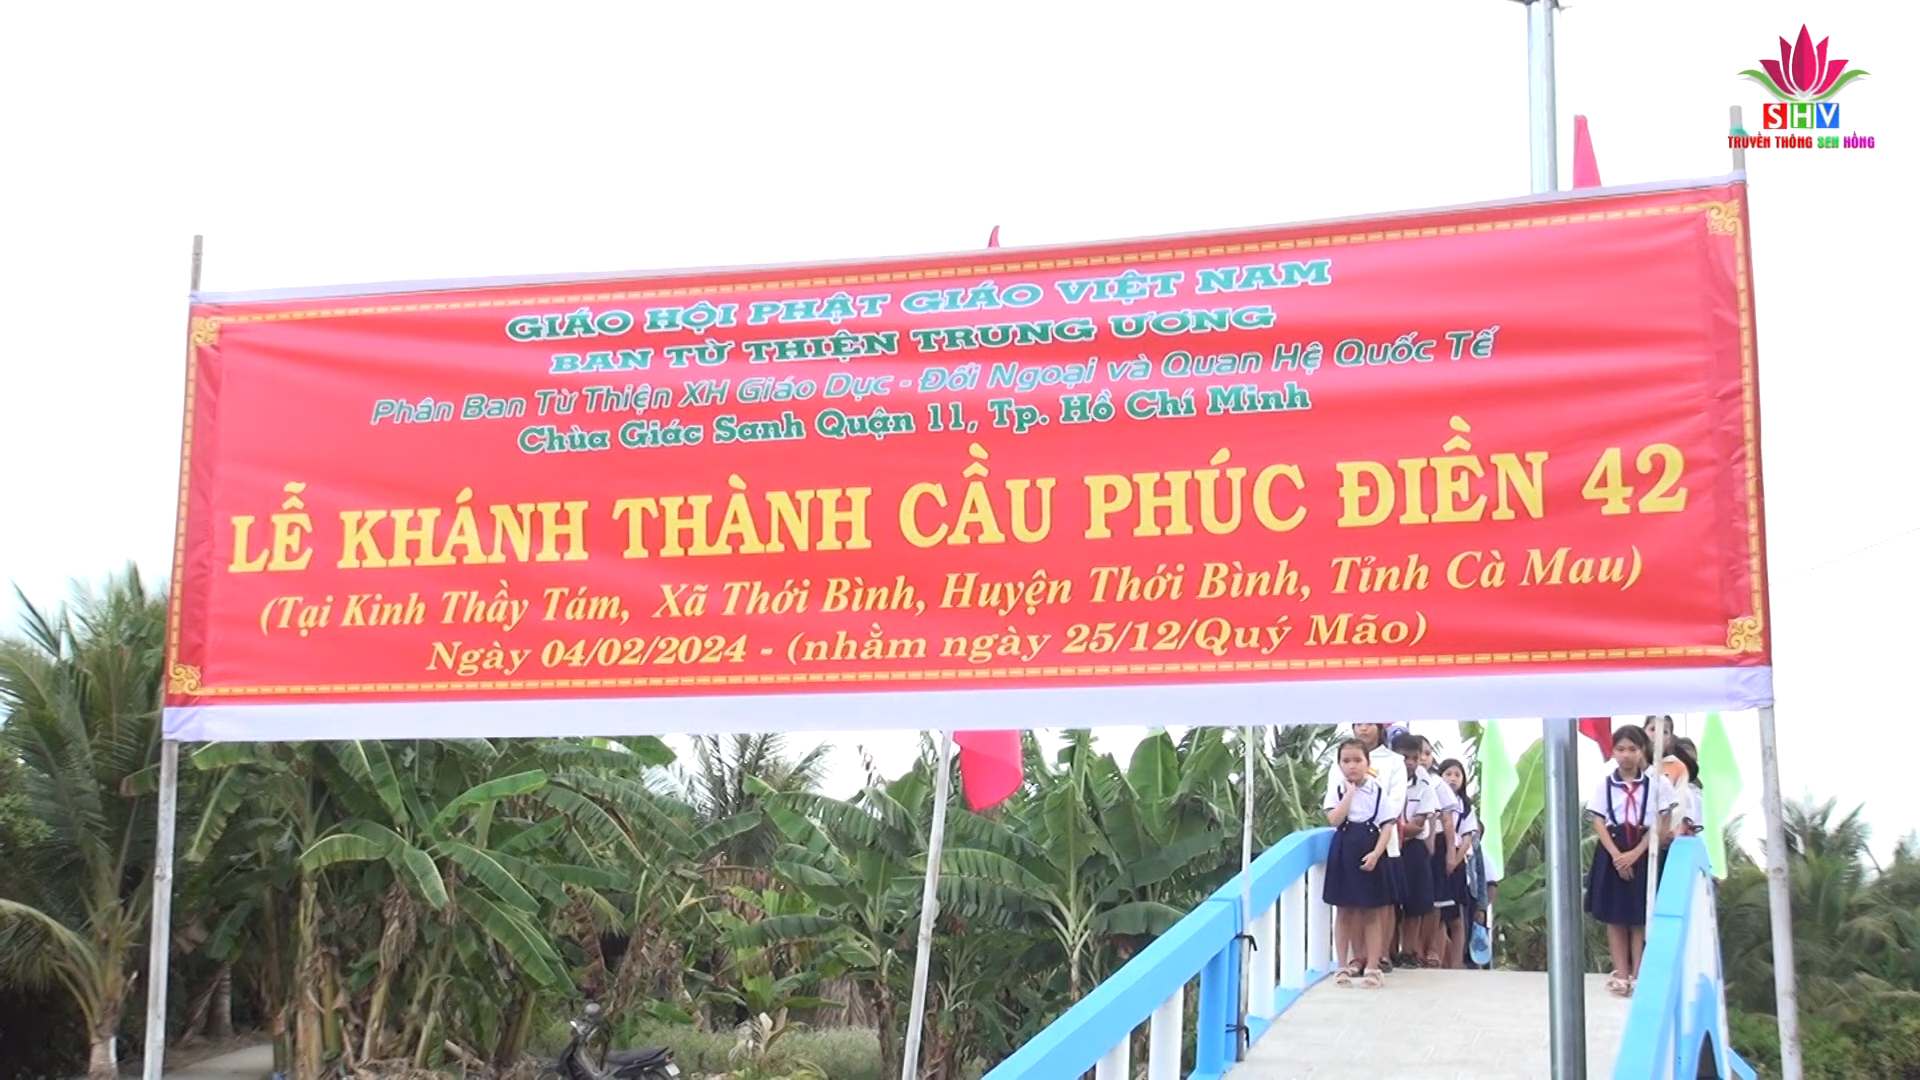 SHV
TRUYỀN THÔNG SEN HỒNG
GIÁO HỘI PHẬT GIÁO VIỆT NAM
BAN TỪ THIỆN TRUNG ƯƠNG
Phân Ban Từ Thiện XH Giáo Dục - Đối Ngoại và Quan Hệ Quốc Tế
Chùa Giác Sanh Quận 11, Tp. Hồ Chí Minh
LỄ KHÁNH THÀNH CẦU PHÚC ĐIỀN 42
(Tại Kinh Thầy Tám, Xã Thới Bình, Huyện Thới Bình, Tỉnh Cà Mau)
Ngày 04/02/2024 - (nhằm ngày 25/12/Quý Mão)